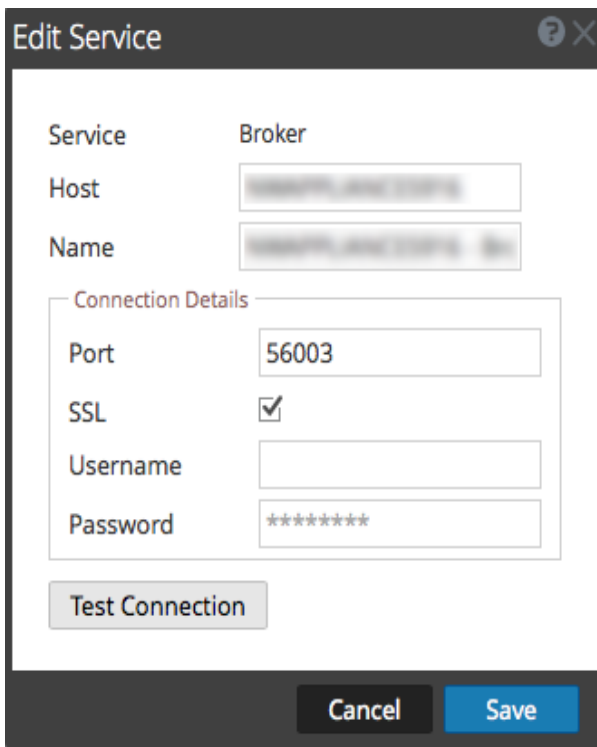 Edit Service
Service Broker
Host
Name
Connection Details
Port 56003
SSL
Username
Password ********
Test Connection
Cancel Save